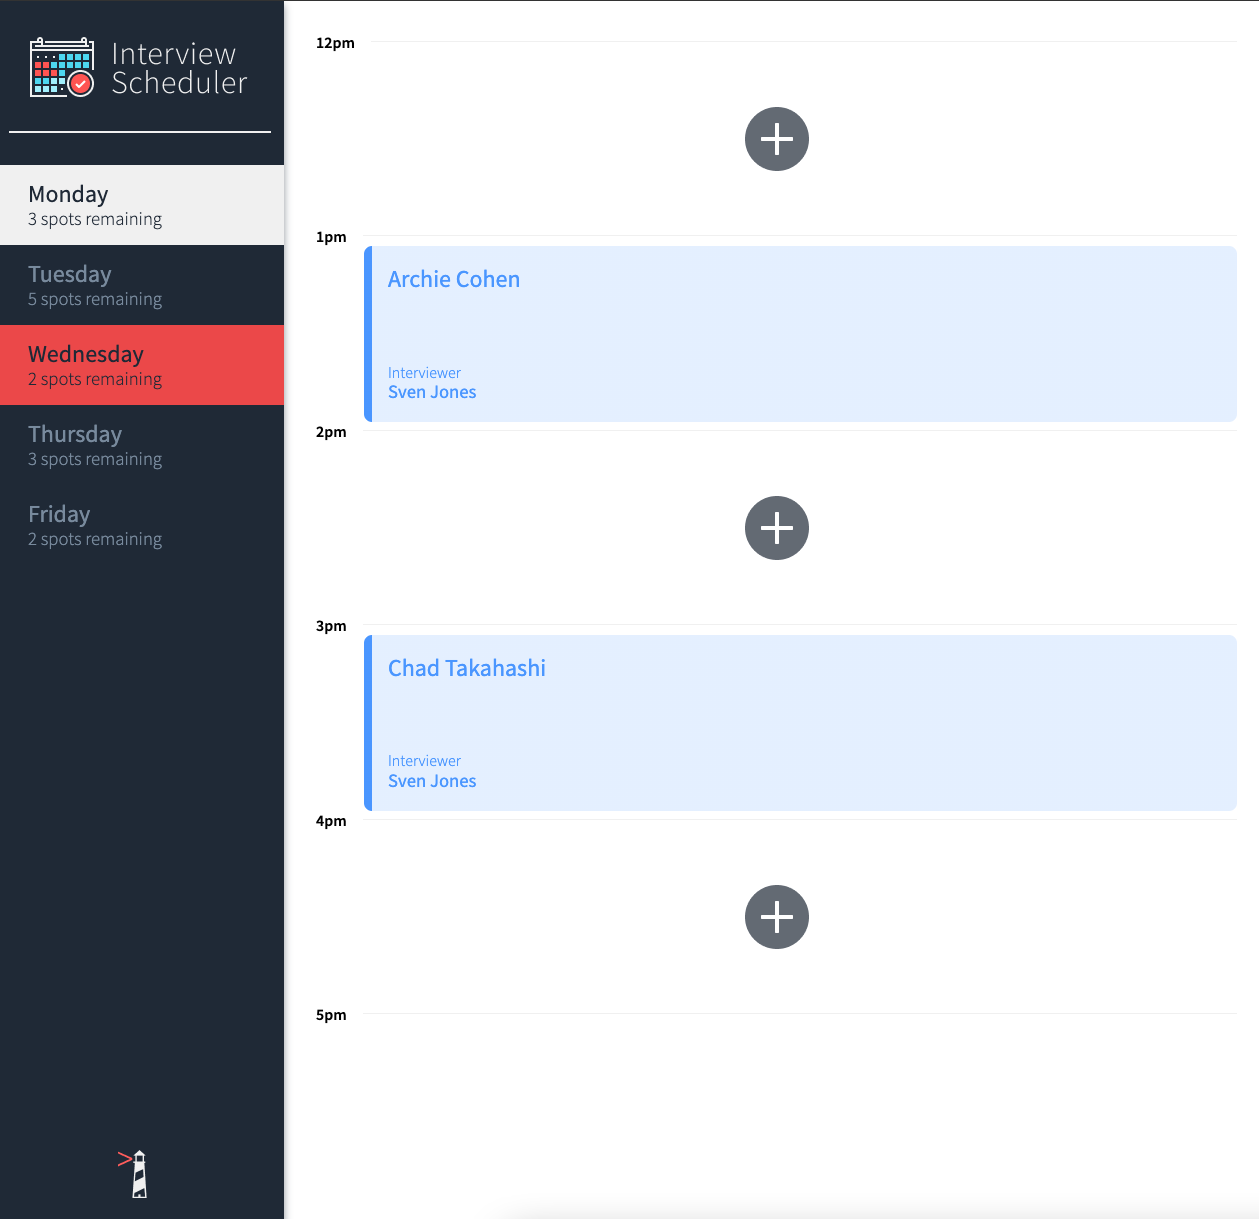 Interview
Scheduler
Monday
3 spots remaining
Tuesday
5 spots remaining
Wednesday
2 spots remaining
Thursday
3 spots remaining
Friday
2 spots remaining
12pm
1pm
Archie Cohen
Interviewer
Sven Jones
2pm
3pm
Chad Takahashi
Interviewer
Sven Jones
4pm
5pm